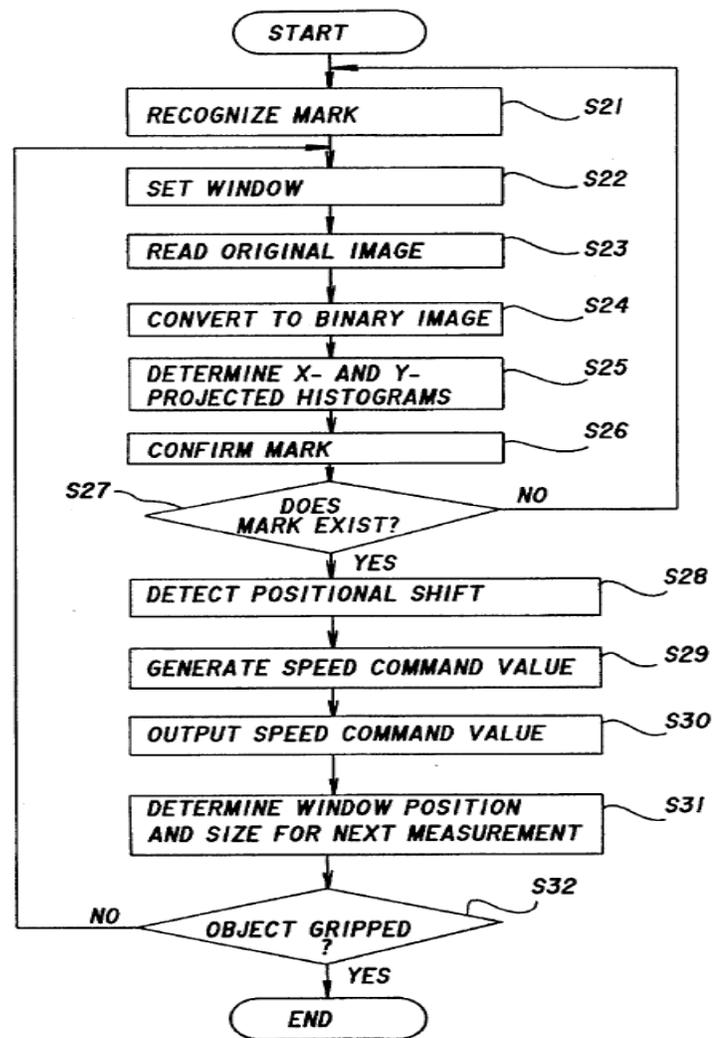 START
RECOGNIZE MARK
S21
SET WINDOW
S22
READ ORIGINAL IMAGE
S23
CONVERT TO BINARY IMAGE
S24
DETERMINE X- AND Y-
PROJECTED HISTOGRAMS
S25
CONFIRM MARK
S26
S27
DOES
MARK EXIST?
NO
YES
DETECT POSITIONAL SHIFT
S28
GENERATE SPEED COMMAND VALUE
S29
OUTPUT SPEED COMMAND VALUE
S30
DETERMINE WINDOW POSITION
AND SIZE FOR NEXT MEASUREMENT
S31
S32
NO
OBJECT GRIPPED
?
YES
END